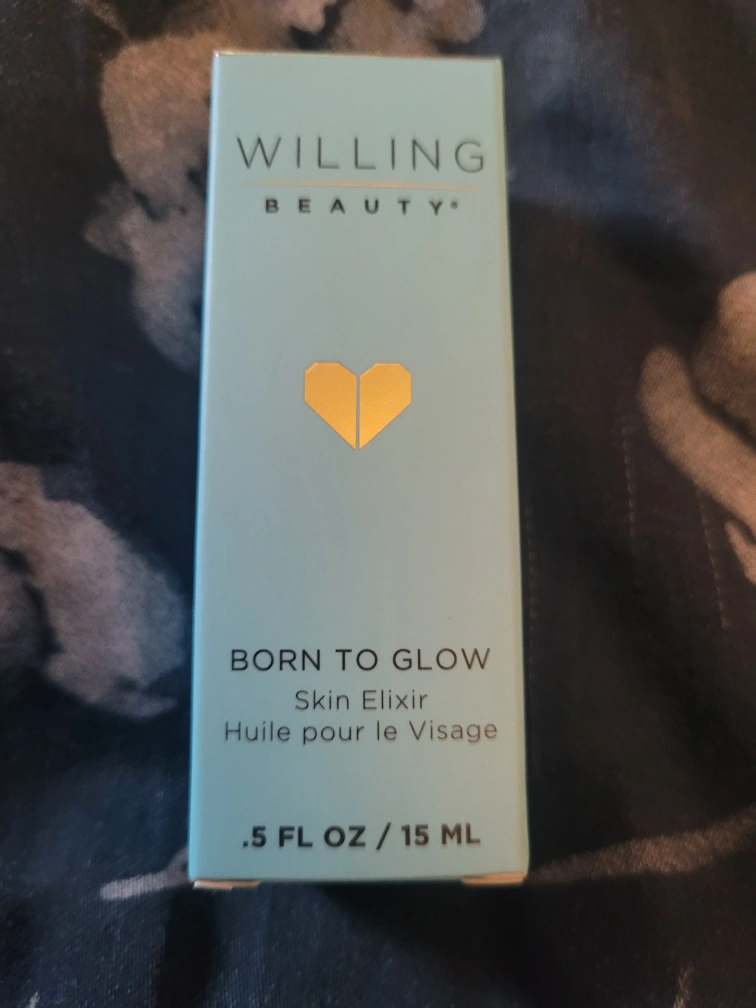 WILLING
BEAUTY®
BORN TO GLOW
Skin Elixir
Huile pour le Visage
.5 FL OZ / 15 ML